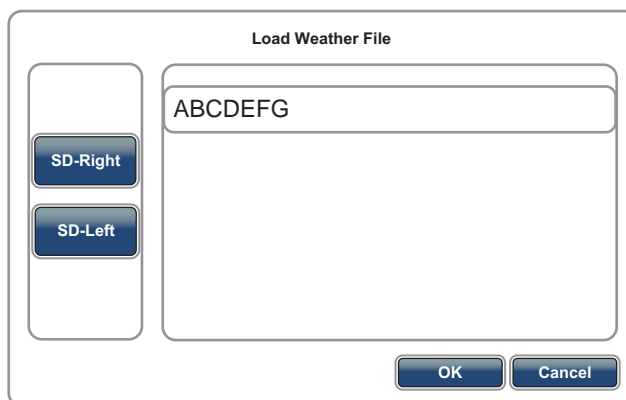 Load Weather File
ABCDEFG
SD-Right
SD-Left
OK
Cancel